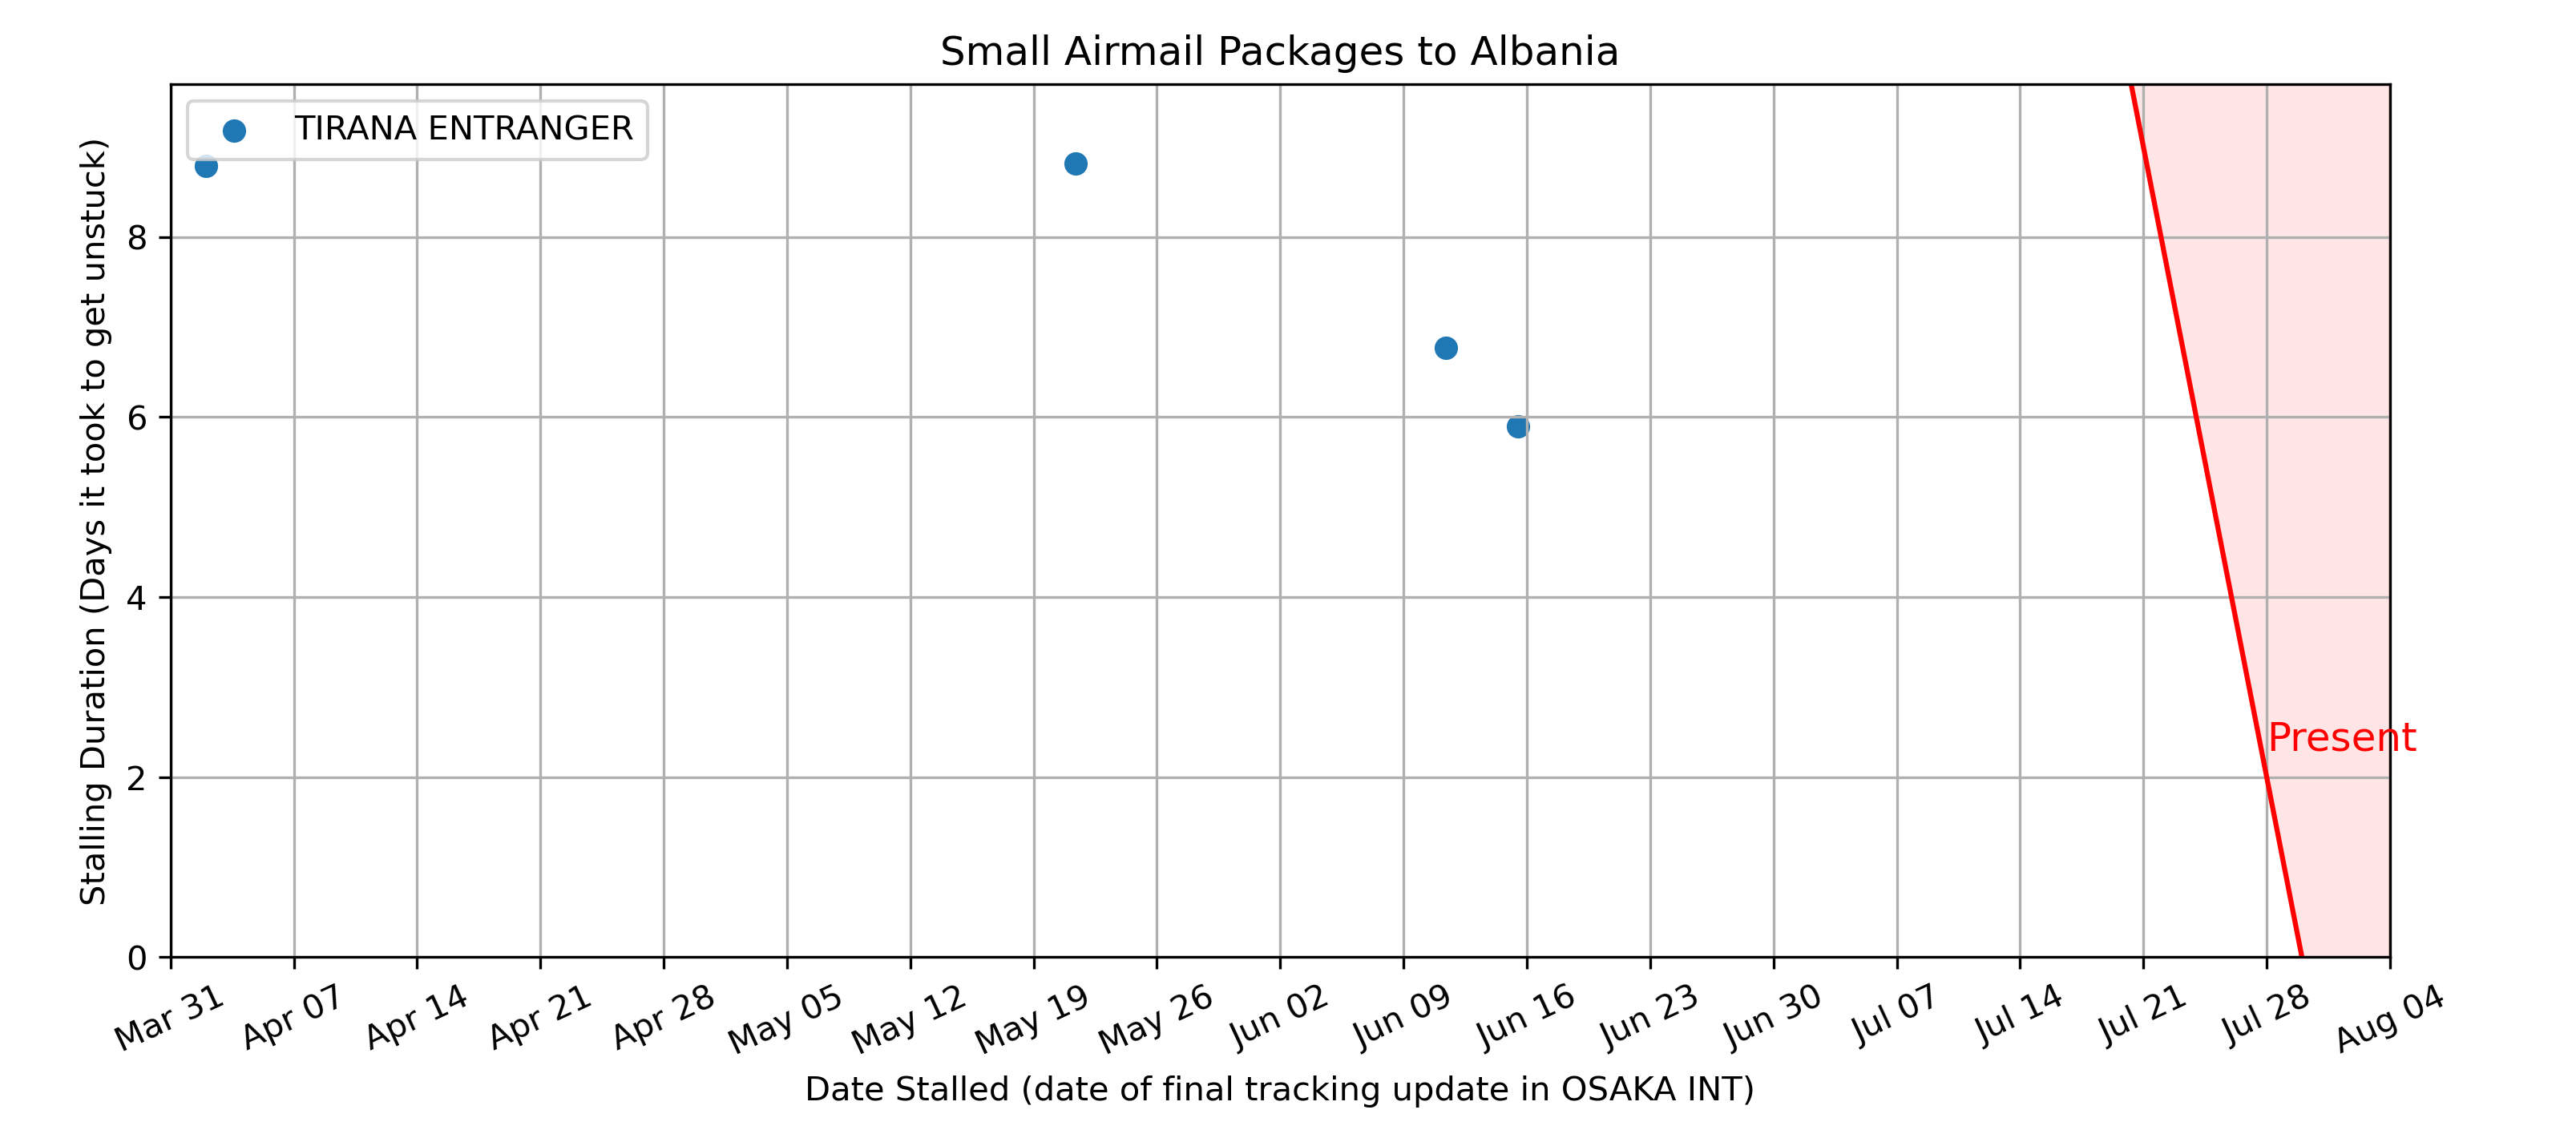 Small Airmail Packages to Albania
TIRANA ENTRANGER
Stalling Duration (Days it took to get unstuck)
8
6
4
2
0
Present
Mar 31
Apr 07
Apr 14
Apr 21
Apr 28
May 05
May 12
May 19
May 26
Jun 02
Jun 09
Jun 16
Jun 23
Jun 30
Jul 07
Jul 14
Jul 21
Jul 28
Aug 04
Date Stalled (date of final tracking update in OSAKA INT)